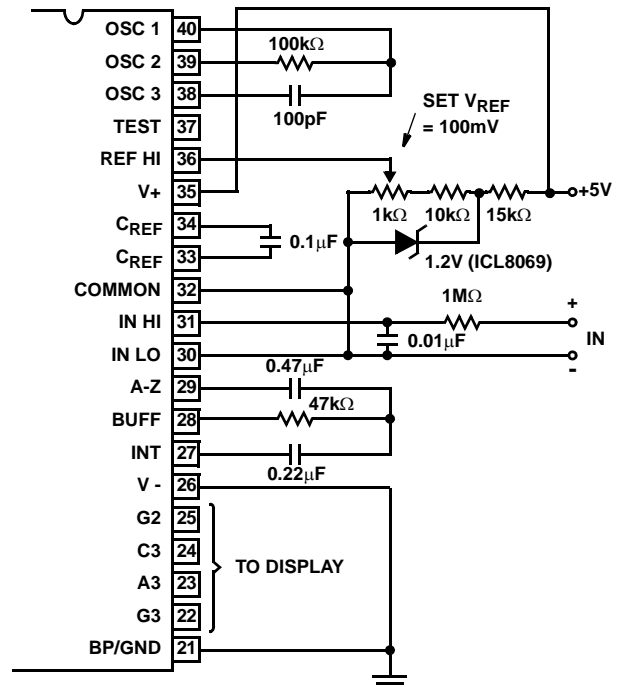 OSC 1 40
OSC 2 39
OSC 3 38
TEST 37
REF HI 36
V+ 35
CREF 34
CREF 33
COMMON 32
IN HI 31
IN LO 30
A-Z 29
BUFF 28
INT 27
V - 26
G2 25
C3 24
A3 23
G3 22
BP/GND 21
100kΩ
100pF
SET VREF
= 100mV
+5V
1kΩ 10kΩ 15kΩ
0.1µF
1.2V (ICL8069)
1MΩ
+
IN
-
0.01µF
0.47µF
47kΩ
0.22µF
TO DISPLAY